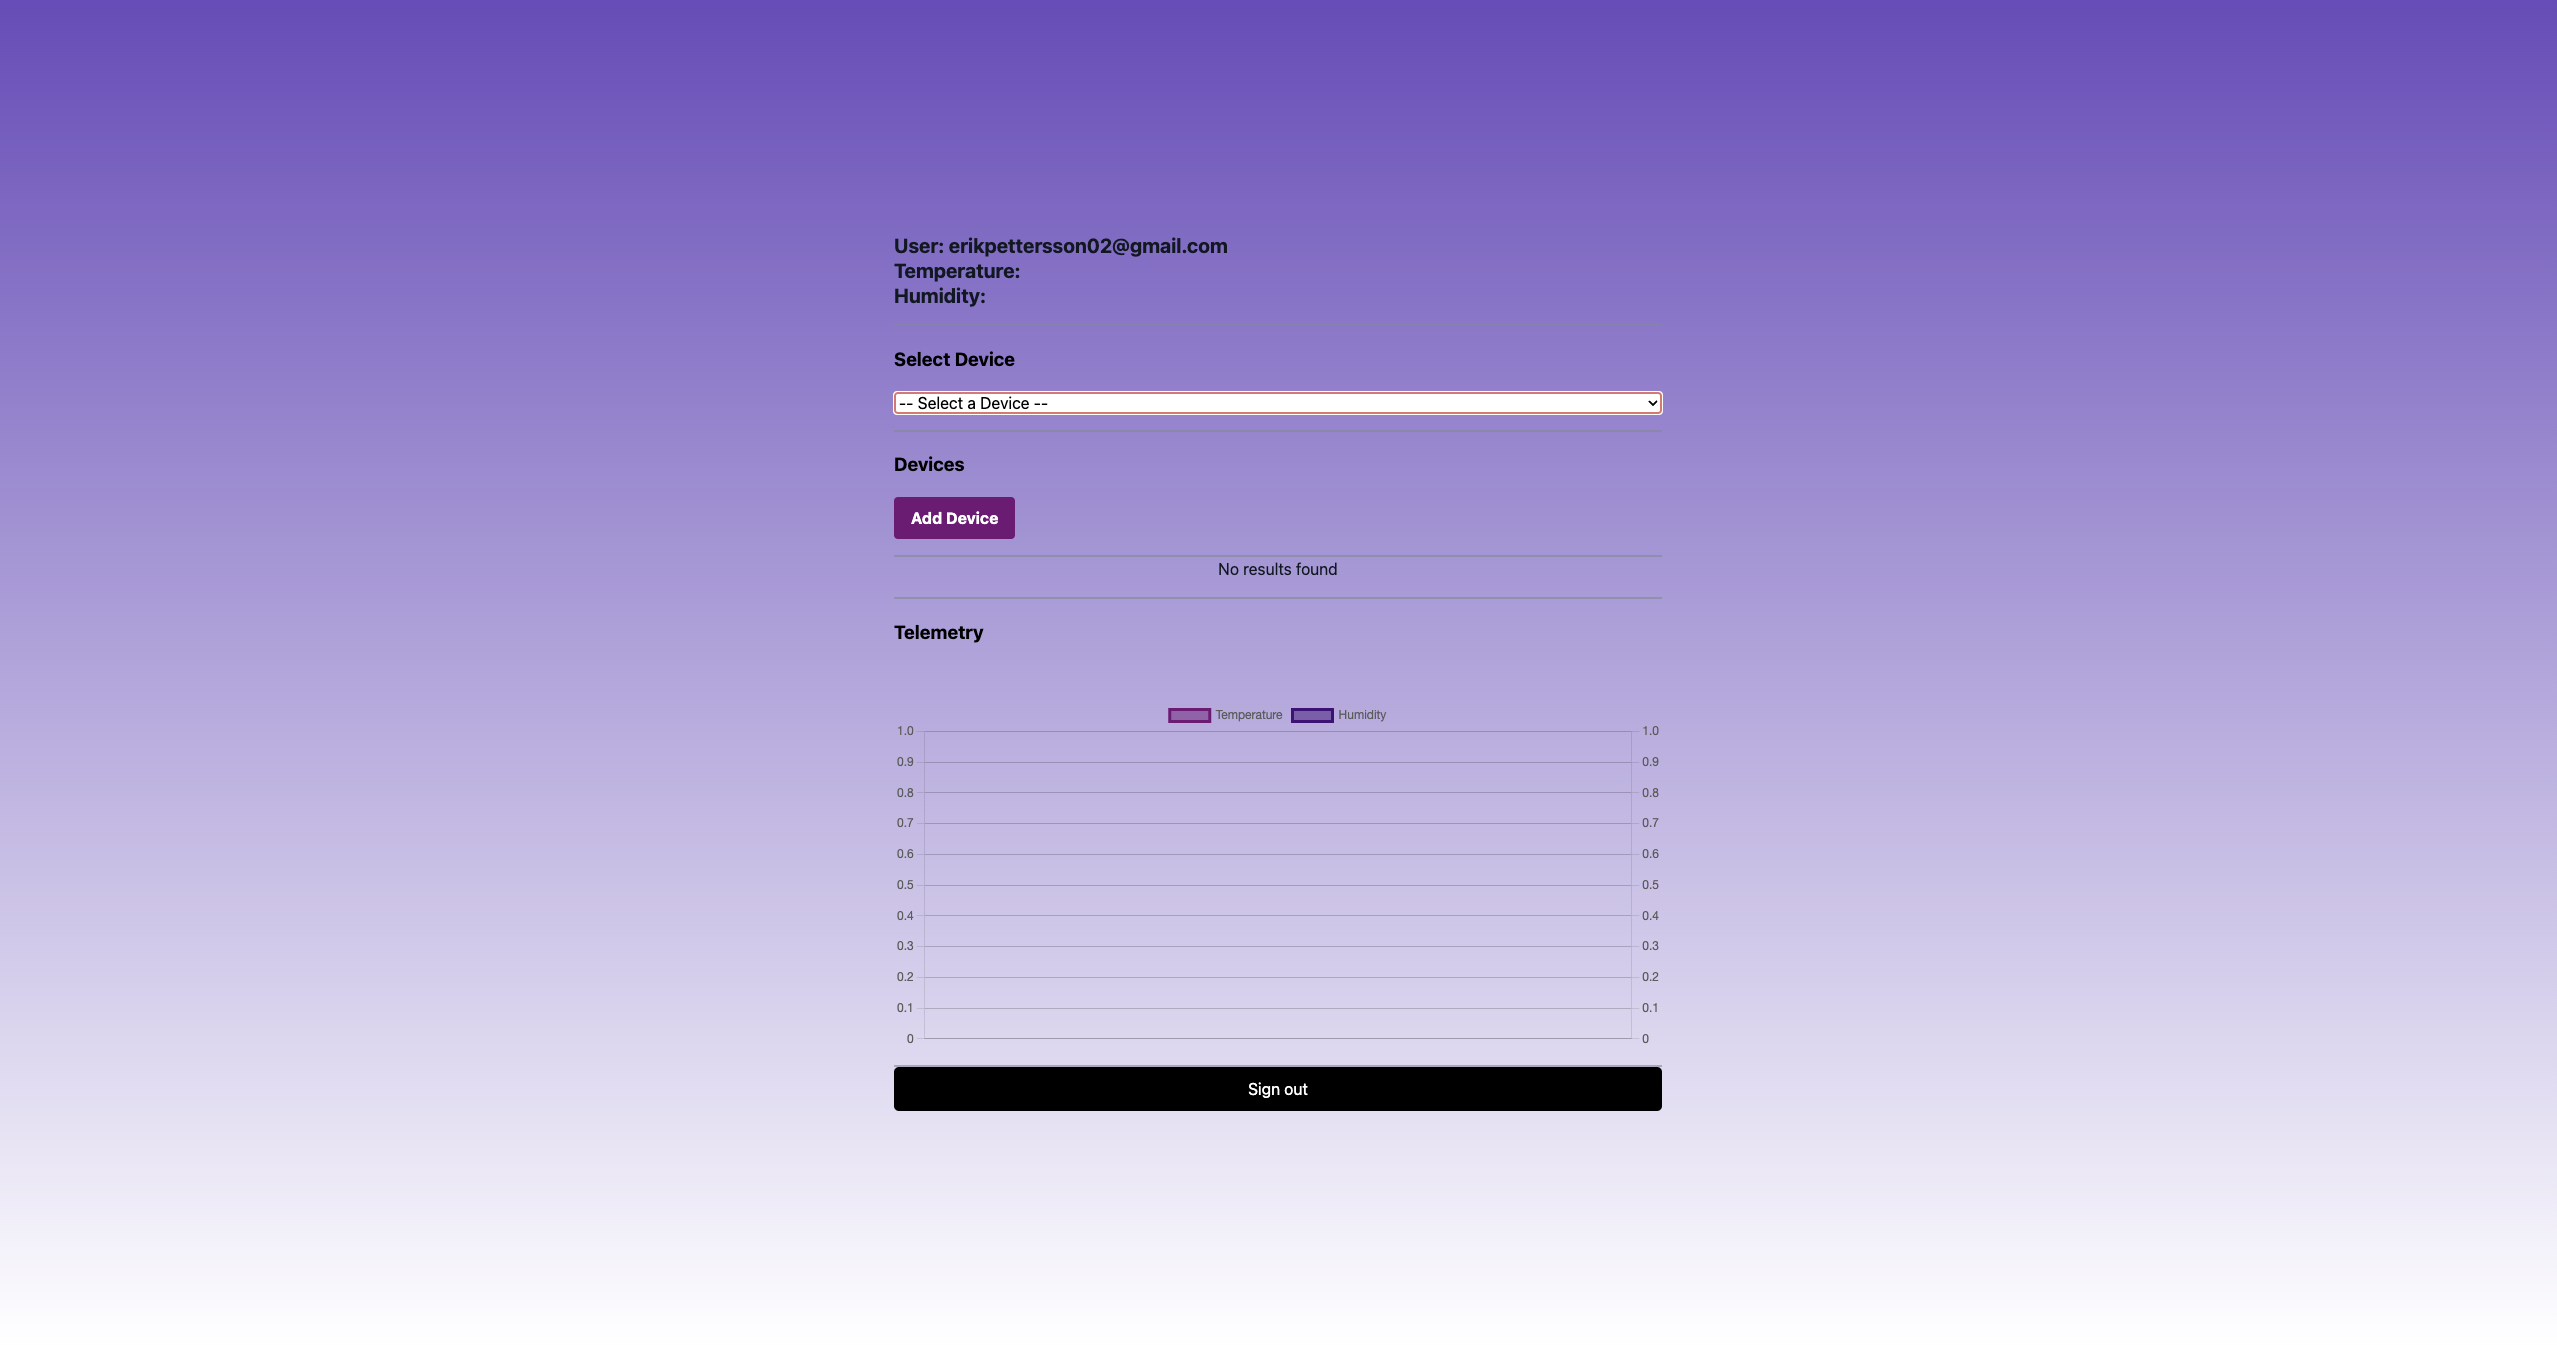 User: erikpettersson02@gmail.com
Temperature:
Humidity:
Select Device
-- Select a Device --
Devices
Add Device
No results found
Telemetry
Temperature Humidity
1.0 1.0
0.9 0.9
0.8 0.8
0.7 0.7
0.6 0.6
0.5 0.5
0.4 0.4
0.3 0.3
0.2 0.2
0.1 0.1
0 0
Sign out